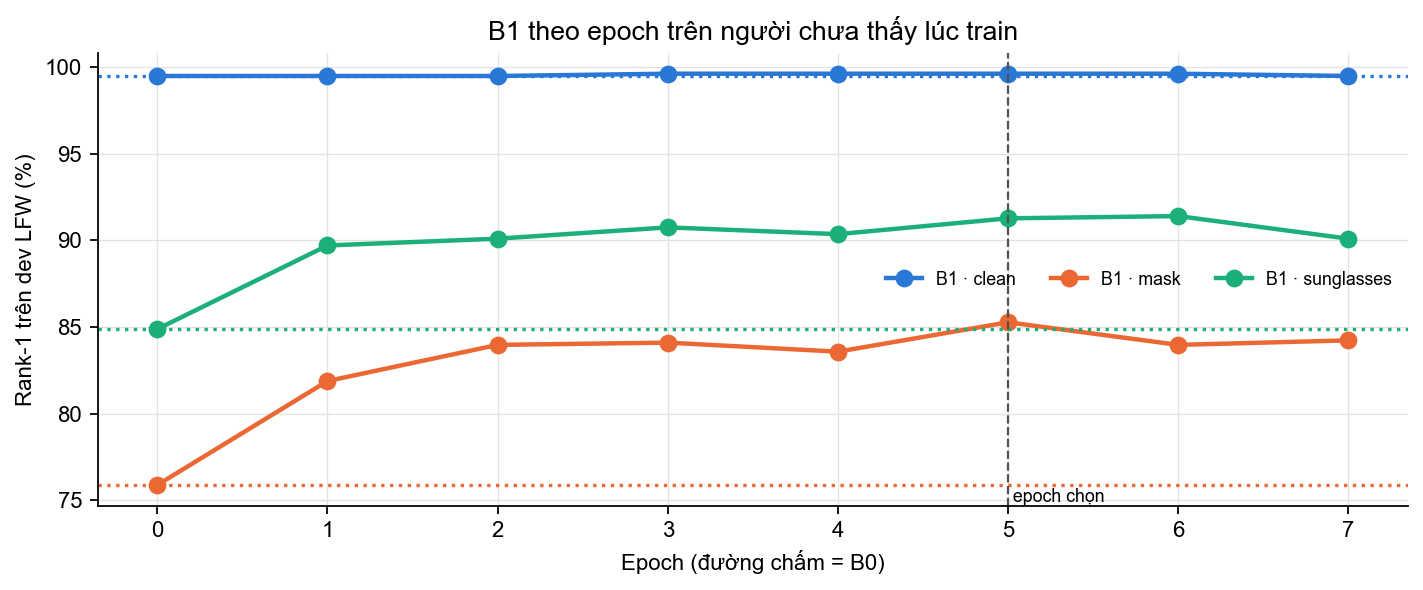 B1 theo epoch trên người chưa thấy lúc train
Rank-1 trên dev LFW (%)
100
95
90
85
80
75
B1 · clean
B1 · mask
B1 · sunglasses
epoch chọn
0 1 2 3 4 5 6 7
Epoch (đường chấm = B0)